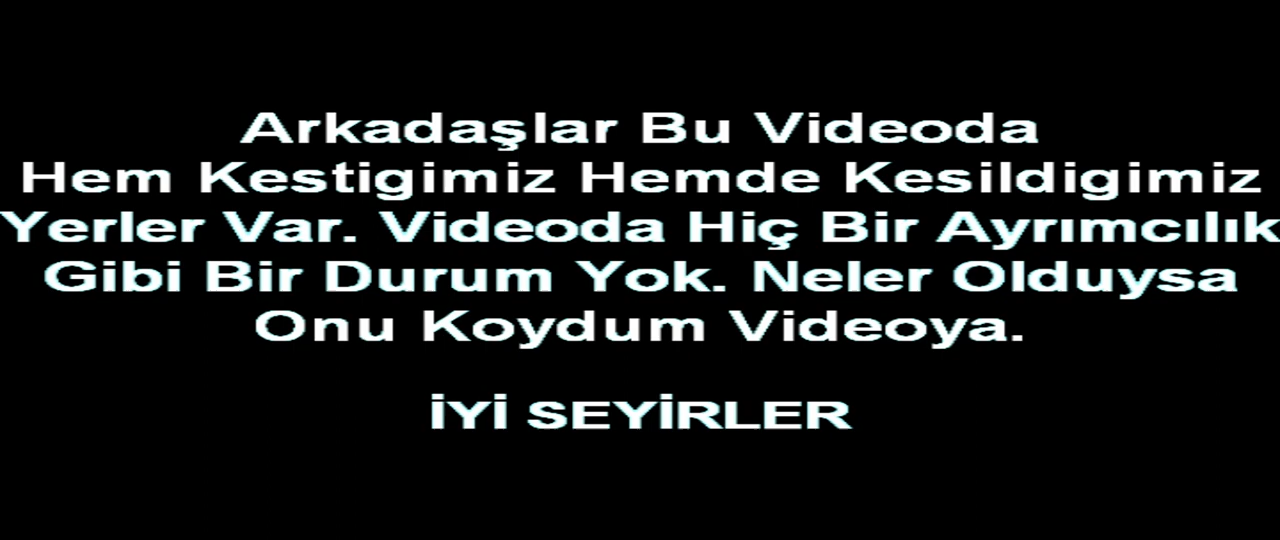 Arkadaşlar Bu Videoda
Hem Kestigimiz Hemde Kesildigimiz
Yerler Var. Videoda Hiç Bir Ayrımcılık
Gibi Bir Durum Yok. Neler Olduysa
Onu Koydum Videoya.
İYİ SEYİRLER